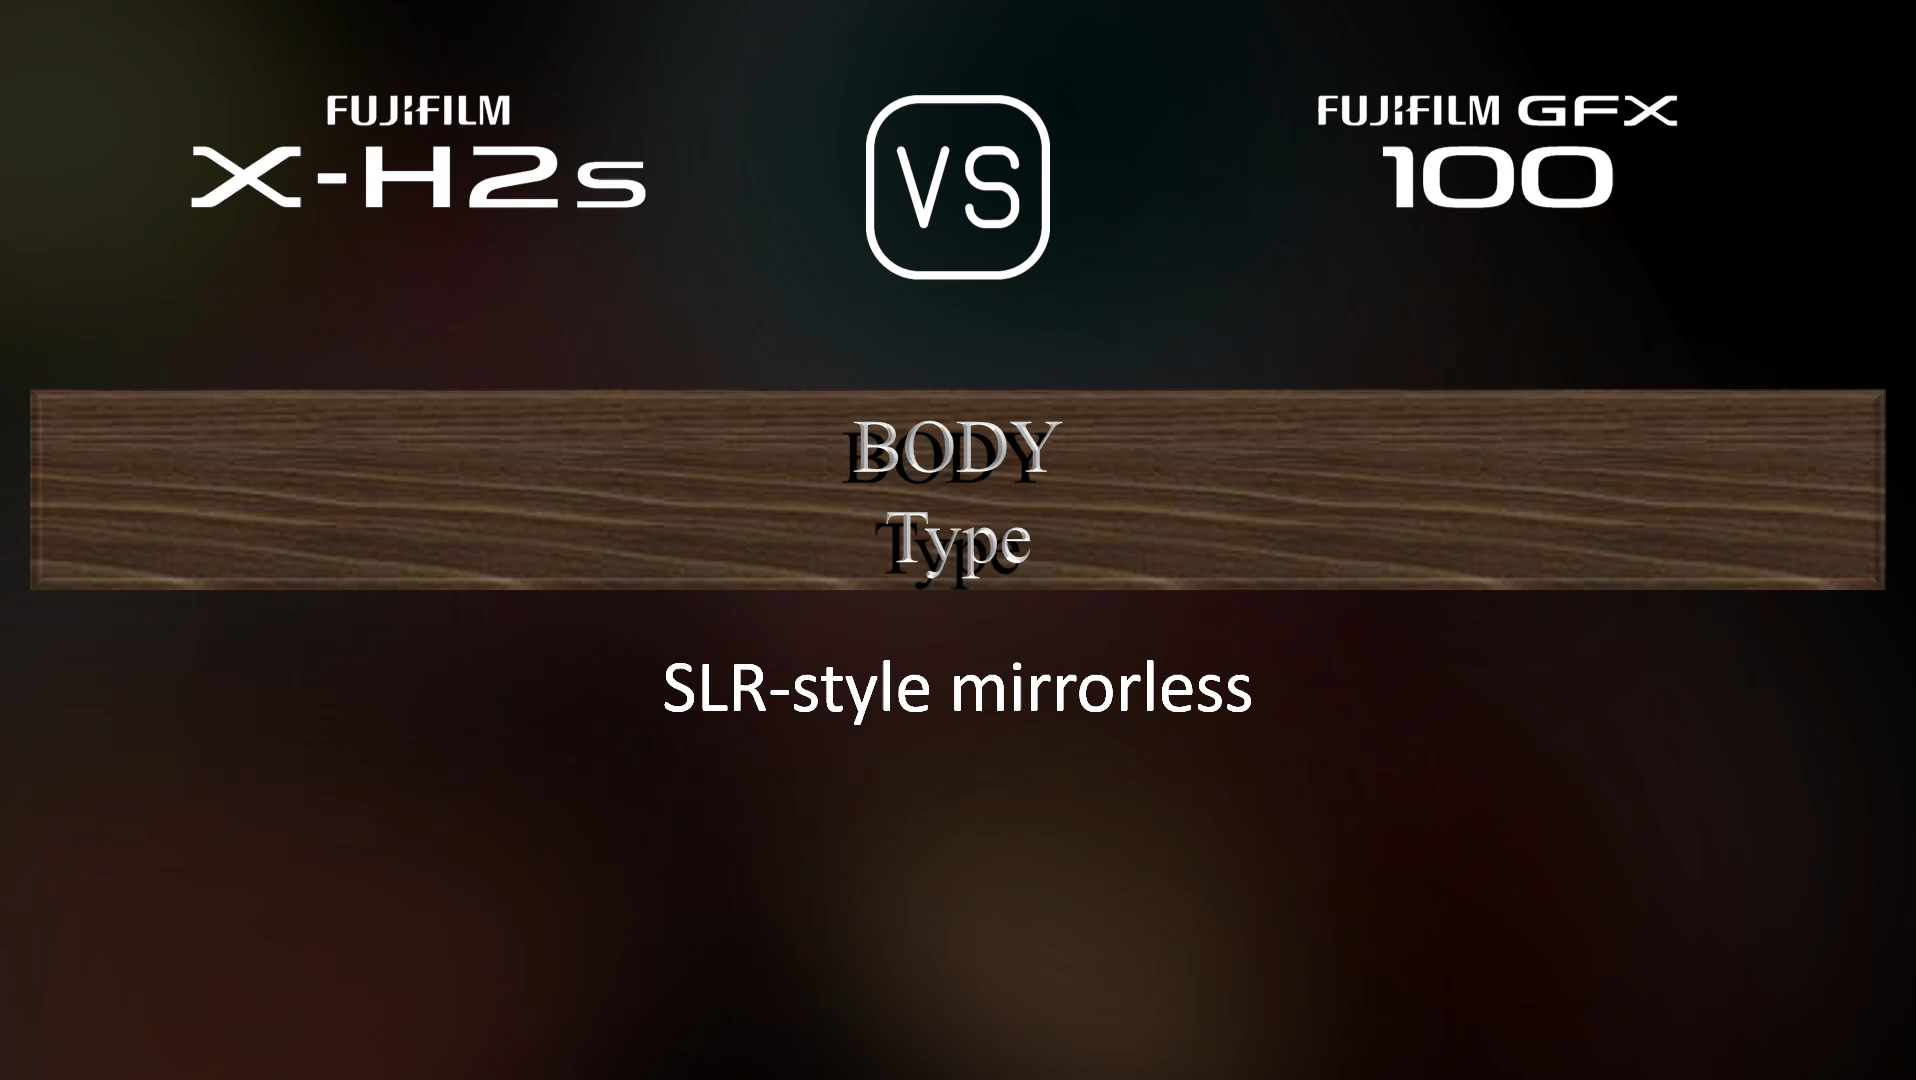 FUJIFILM
X-H2s
VS
FUJIFILM GFX
100
BODY
Type
SLR-style mirrorless